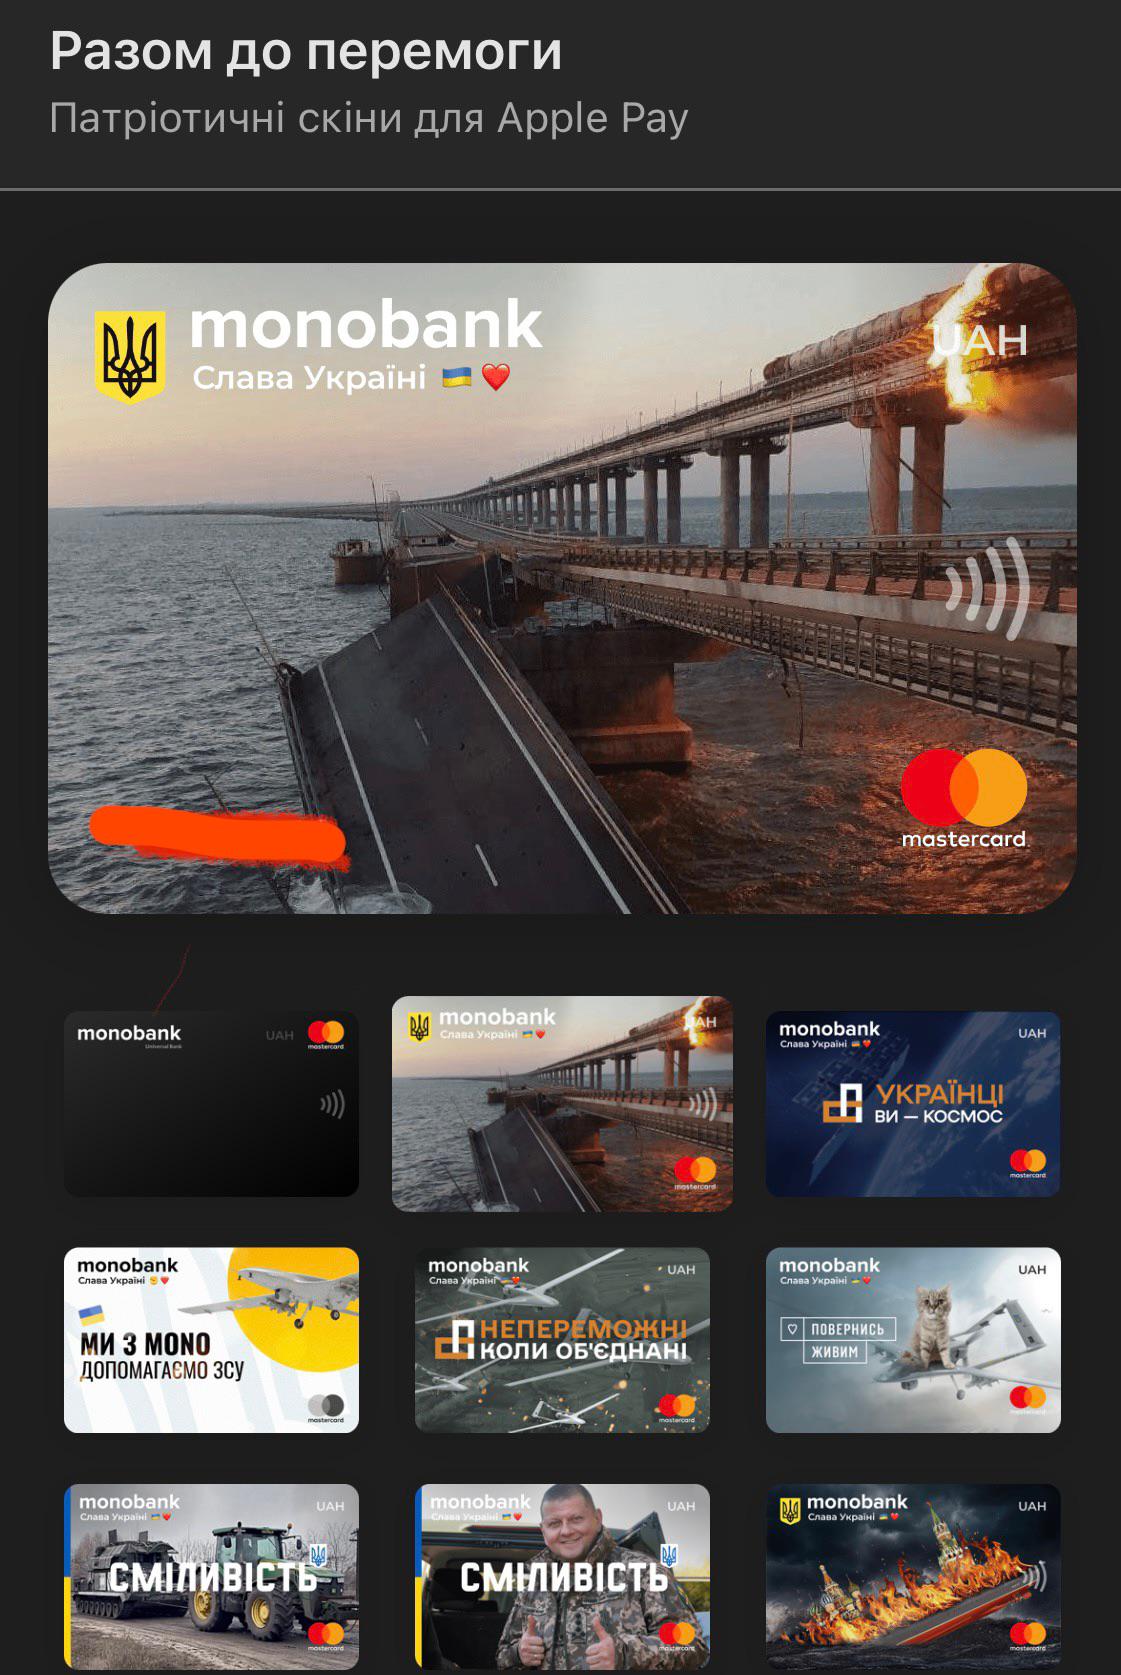 Разом до перемоги
Патріотичні скіни для Apple Pay
monobank
UAH
Слава Україні 🇺🇦 ❤️
mastercard
monobank
Universal Bank
UAH
mastercard
monobank
UAH
Слава Україні 🇺🇦 ❤️
mastercard
monobank
UAH
Слава Україні 🇺🇦 ❤️
УКРАЇНЦІ
ВИ — КОСМОС
mastercard
monobank
Слава Україні ✊ ❤️
МИ З MONO
ДОПОМАГАЄМО ЗСУ
mastercard
monobank
UAH
Слава Україні 🇺🇦 ❤️
НЕПЕРЕМОЖНІ
КОЛИ ОБ'ЄДНАНІ
mastercard
monobank
UAH
Слава Україні 🇺🇦 ❤️
ПОВЕРНИСЬ
ЖИВИМ
mastercard
monobank
UAH
Слава Україні 🇺🇦 ❤️
СМІЛИВІСТЬ
mastercard
monobank
UAH
Слава Україні 🇺🇦 ❤️
СМІЛИВІСТЬ
mastercard
monobank
UAH
Слава Україні 🇺🇦 ❤️
mastercard